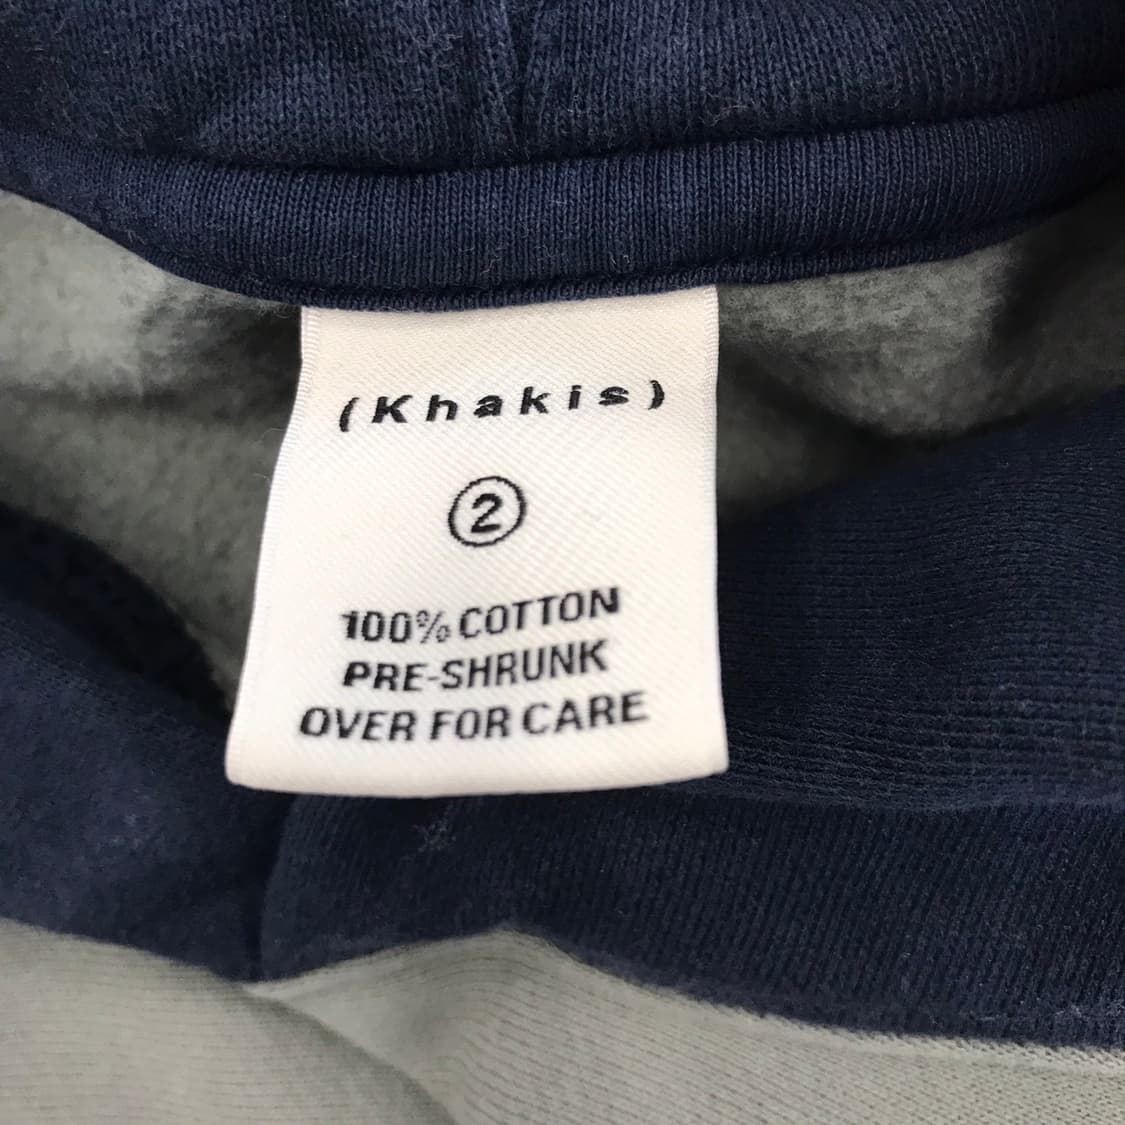 (Khakis)
2
100% COTTON
PRE-SHRUNK
OVER FOR CARE